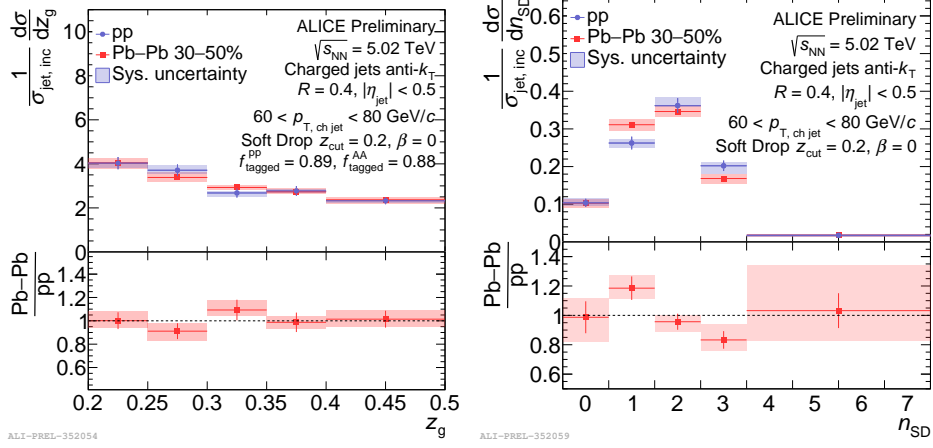 1/σjet, inc dσ/dzg
10
8
6
4
2
0
pp
Pb−Pb 30−50%
Sys. uncertainty
ALICE Preliminary
√sNN = 5.02 TeV
Charged jets anti-kT
R = 0.4, |ηjet| < 0.5
60 < pT, ch jet < 80 GeV/c
Soft Drop zcut = 0.2, β = 0
f pp tagged = 0.89, f AA tagged = 0.88
Pb−Pb/pp
1.4
1.2
1
0.8
0.6
0.2 0.25 0.3 0.35 0.4 0.45 0.5
zg
ALI-PREL-352054
1/σjet, inc dσ/dnSD
0.6
0.5
0.4
0.3
0.2
0.1
0
pp
Pb−Pb 30−50%
Sys. uncertainty
ALICE Preliminary
√sNN = 5.02 TeV
Charged jets anti-kT
R = 0.4, |ηjet| < 0.5
60 < pT, ch jet < 80 GeV/c
Soft Drop zcut = 0.2, β = 0
Pb−Pb/pp
1.4
1.2
1
0.8
0.6
0 1 2 3 4 5 6 7
nSD
ALI-PREL-352059